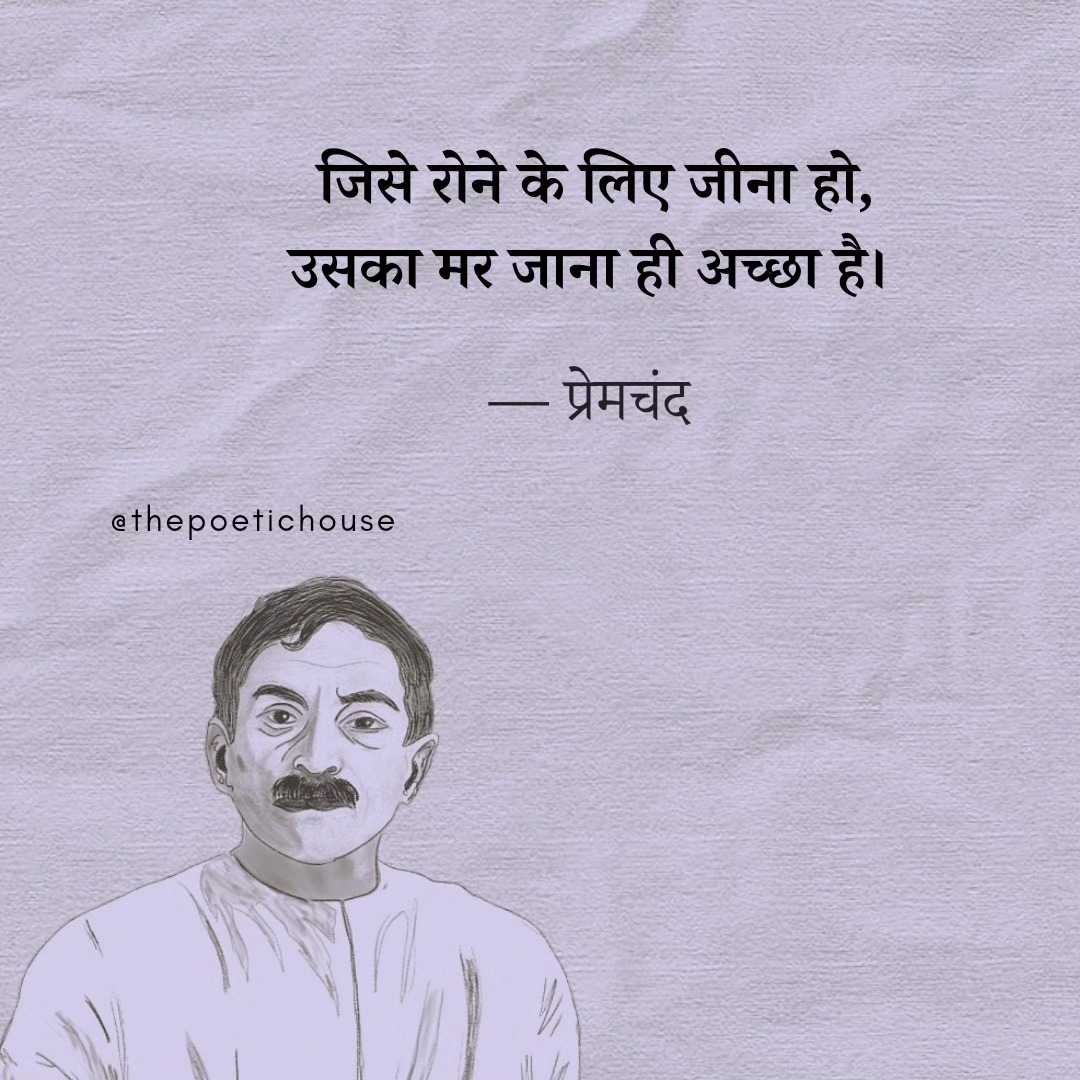 जिसे रोने के लिए जीना हो,
उसका मर जाना ही अच्छा है।
— प्रेमचंद
@thepoetichouse